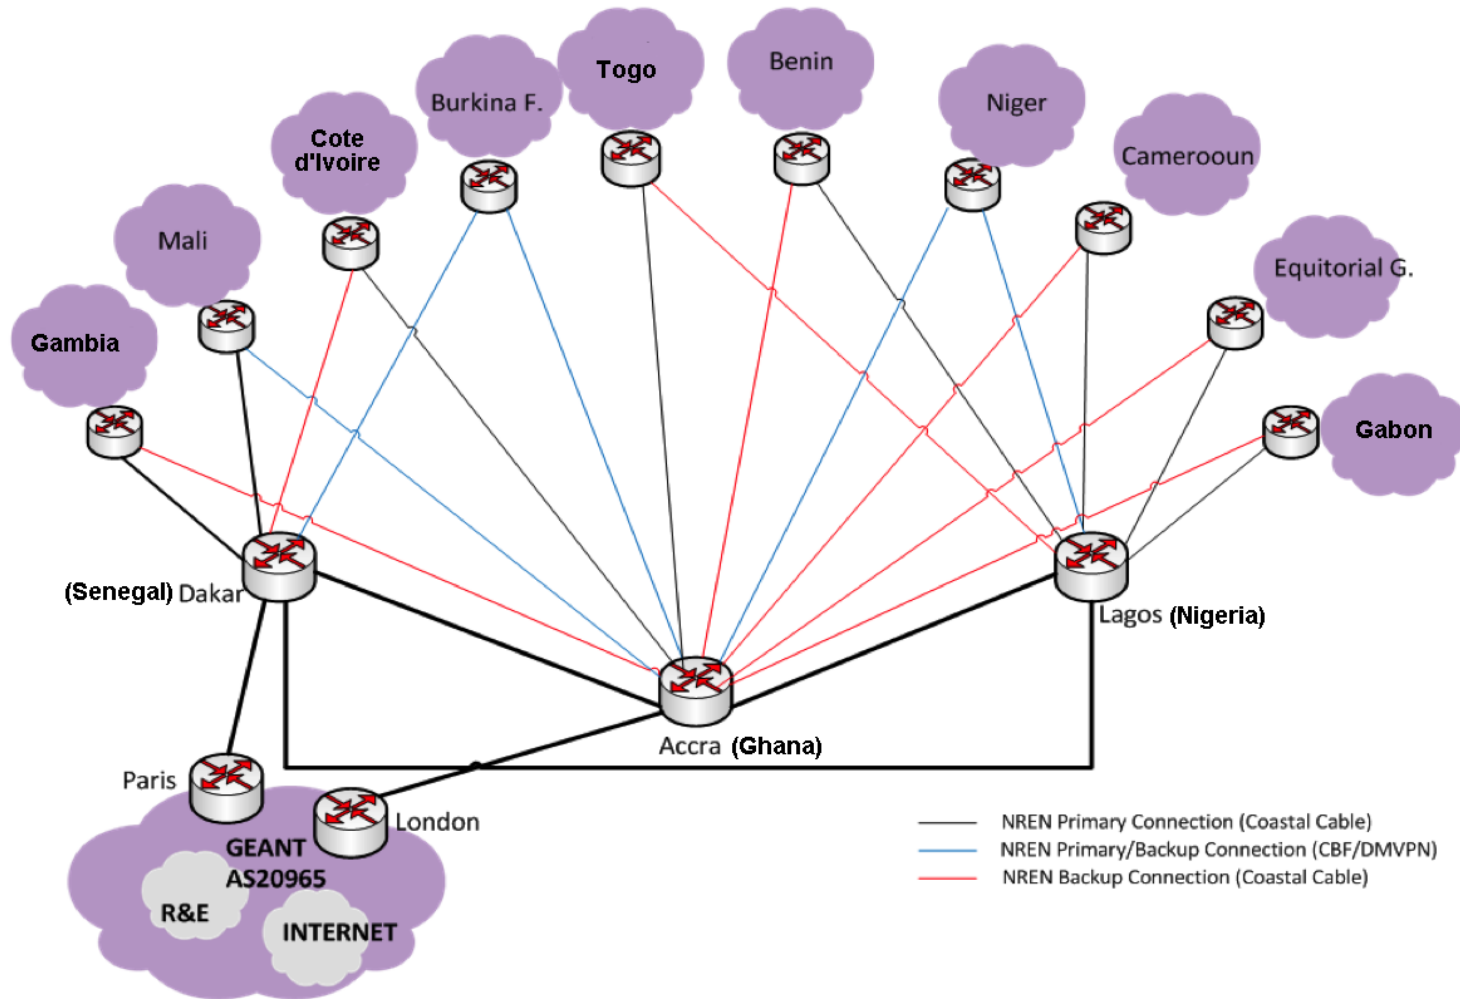 Togo
Benin
Burkina F.
Niger
Cote
d'Ivoire
Camerooun
Mali
Equitorial G.
Gambia
Gabon
(Senegal) Dakar
Lagos (Nigeria)
Accra (Ghana)
Paris
London
GEANT
AS20965
R&E
INTERNET
NREN Primary Connection (Coastal Cable)
NREN Primary/Backup Connection (CBF/DMVPN)
NREN Backup Connection (Coastal Cable)